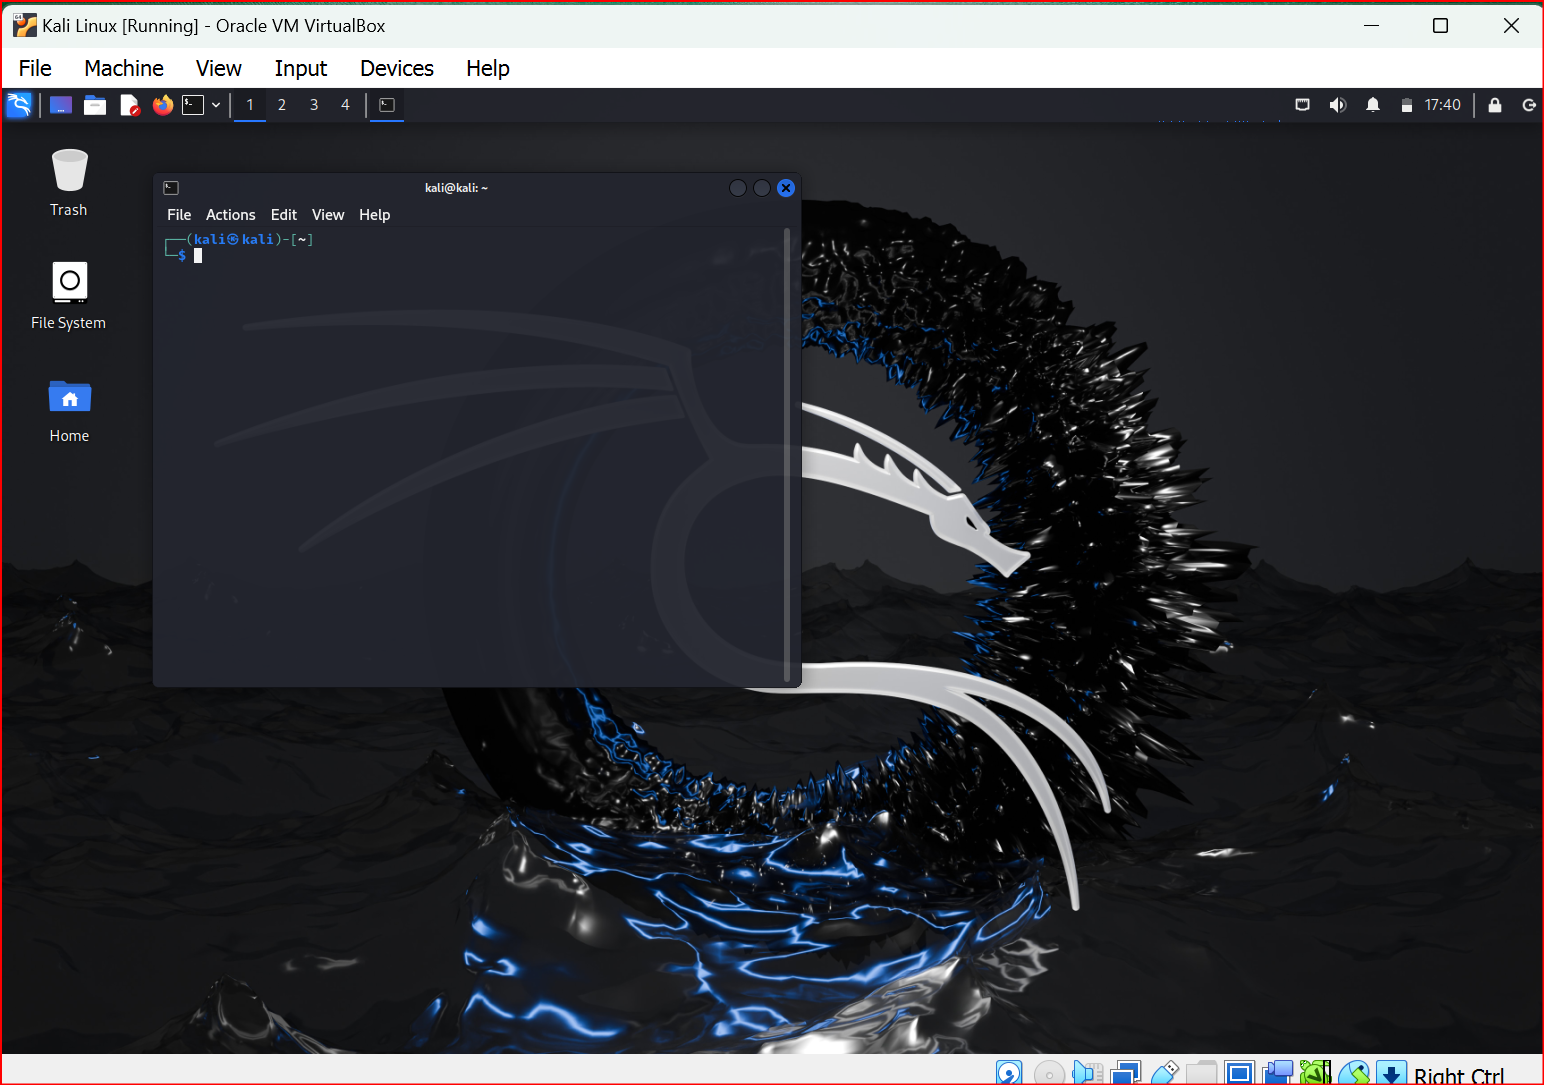 Kali Linux [Running] - Oracle VM VirtualBox
File Machine View Input Devices Help
1 2 3 4 17:40
Trash
File System
Home
kali@kali: ~
File Actions Edit View Help
┌──(kali㉿kali)-[~]
└─$
Right Ctrl